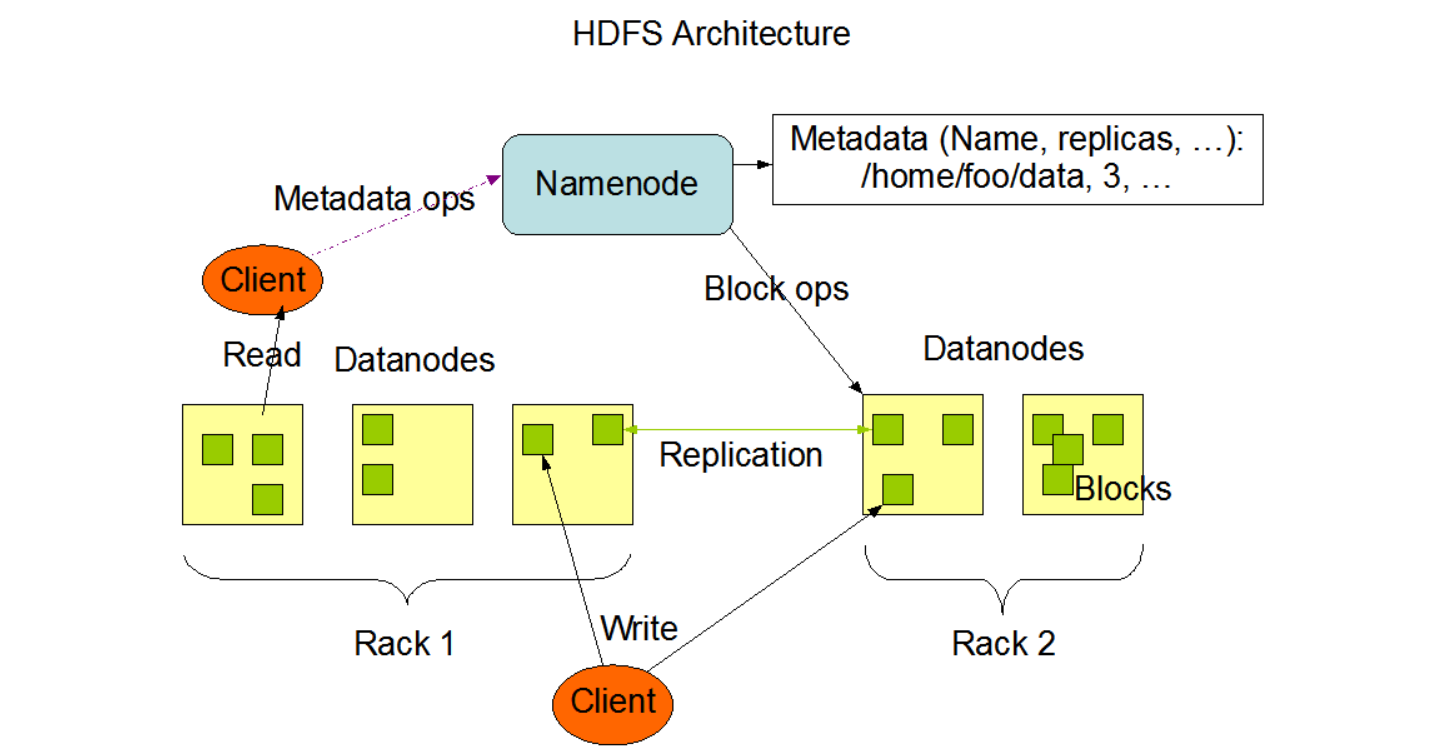 HDFS Architecture
Metadata (Name, replicas, ...):
/home/foo/data, 3, ...
Namenode
Metadata ops
Client
Block ops
Read
Datanodes
Datanodes
Replication
Blocks
Rack 1
Write
Rack 2
Client